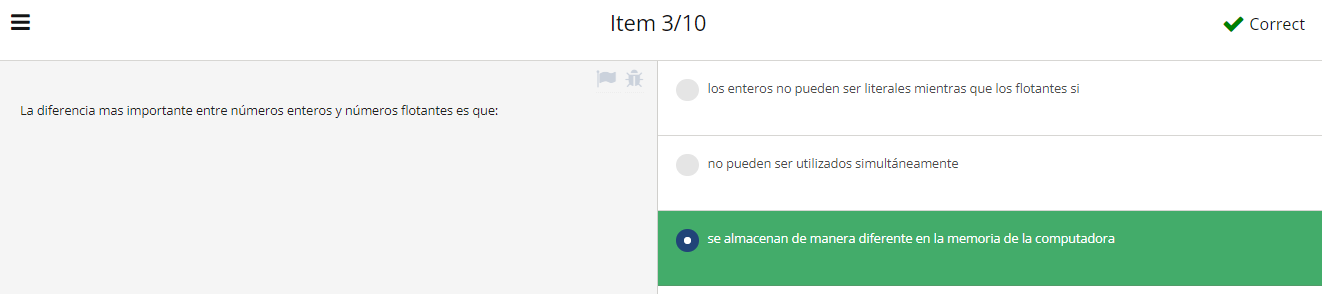 Item 3/10
Correct
La diferencia mas importante entre números enteros y números flotantes es que:
los enteros no pueden ser literales mientras que los flotantes si
no pueden ser utilizados simultáneamente
se almacenan de manera diferente en la memoria de la computadora